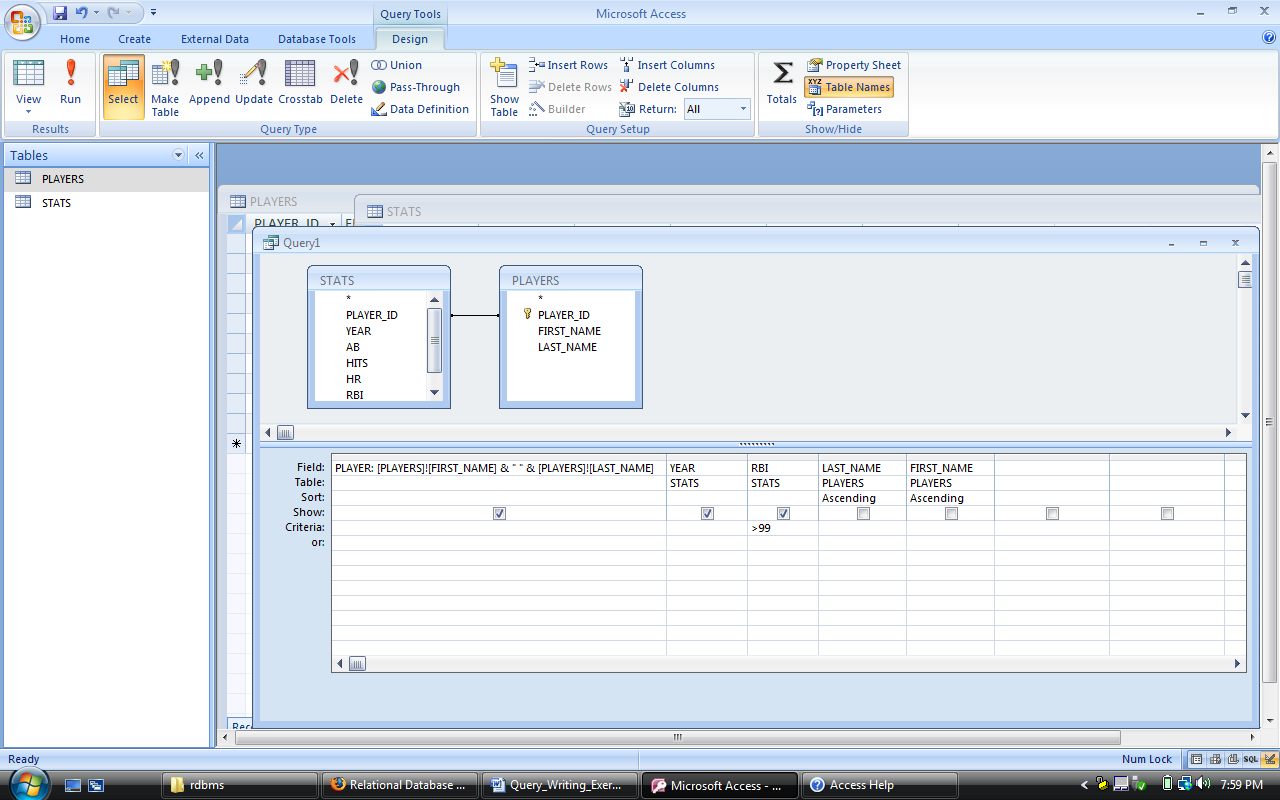 Query Tools
Microsoft Access
Home Create External Data Database Tools Design
View Run Select Make Table Append Update Crosstab Delete
Union
Pass-Through
Data Definition
Show Table
Insert Rows
Delete Rows
Builder
Insert Columns
Delete Columns
Return: All
Σ Totals
Property Sheet
XYZ Table Names
[?] Parameters
Results Query Type Query Setup Show/Hide
Tables «
PLAYERS
STATS
PLAYERS
STATS
PLAYER_ID
Query1
STATS
*
PLAYER_ID
YEAR
AB
HITS
HR
RBI
PLAYERS
*
PLAYER_ID
FIRST_NAME
LAST_NAME
Field: PLAYER: [PLAYERS]![FIRST_NAME] & " " & [PLAYERS]![LAST_NAME] YEAR RBI LAST_NAME FIRST_NAME
Table: STATS STATS PLAYERS PLAYERS
Sort: Ascending Ascending
Show:
Criteria: >99
or:
Rec
Ready
Num Lock
SQL
rdbms
Relational Database ...
Query_Writing_Exer...
Microsoft Access - ...
Access Help
7:59 PM